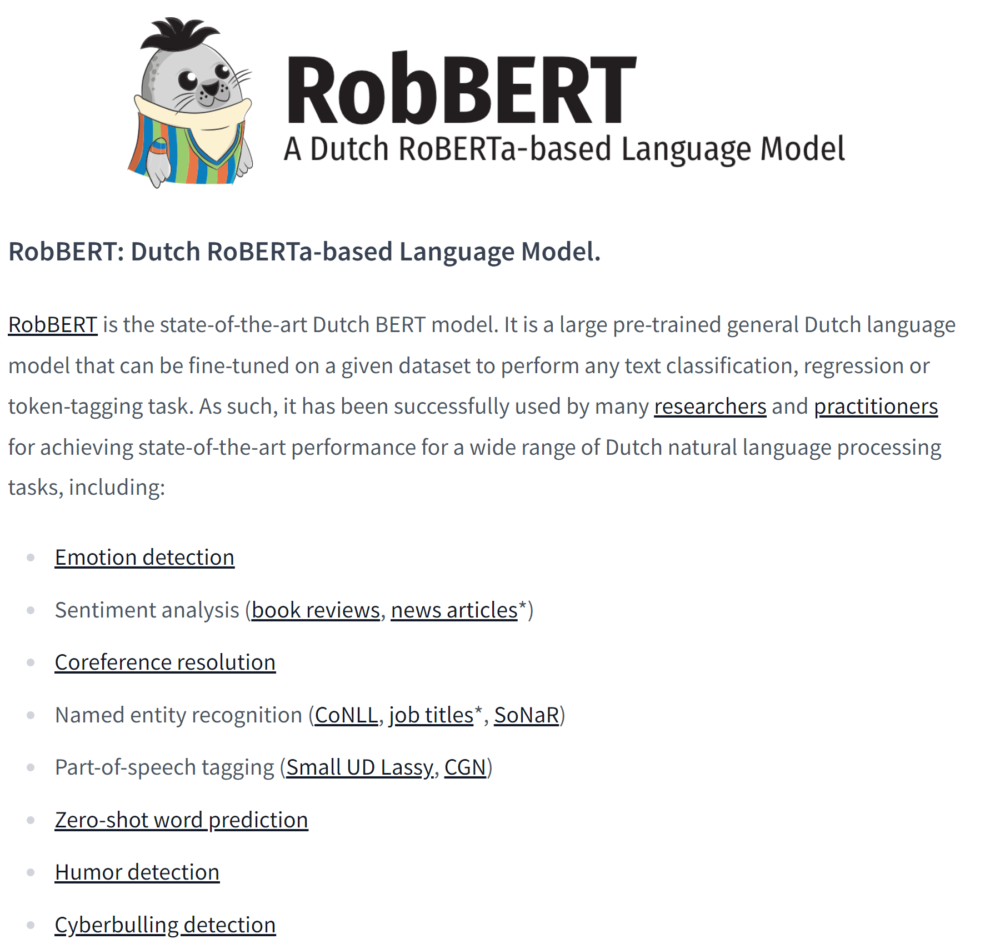 RobBERT
A Dutch RoBERTa-based Language Model
RobBERT: Dutch RoBERTa-based Language Model.
RobBERT is the state-of-the-art Dutch BERT model. It is a large pre-trained general Dutch language
model that can be fine-tuned on a given dataset to perform any text classification, regression or
token-tagging task. As such, it has been successfully used by many researchers and practitioners
for achieving state-of-the-art performance for a wide range of Dutch natural language processing
tasks, including:
• Emotion detection
• Sentiment analysis (book reviews, news articles*)
• Coreference resolution
• Named entity recognition (CoNLL, job titles*, SoNaR)
• Part-of-speech tagging (Small UD Lassy, CGN)
• Zero-shot word prediction
• Humor detection
• Cyberbulling detection